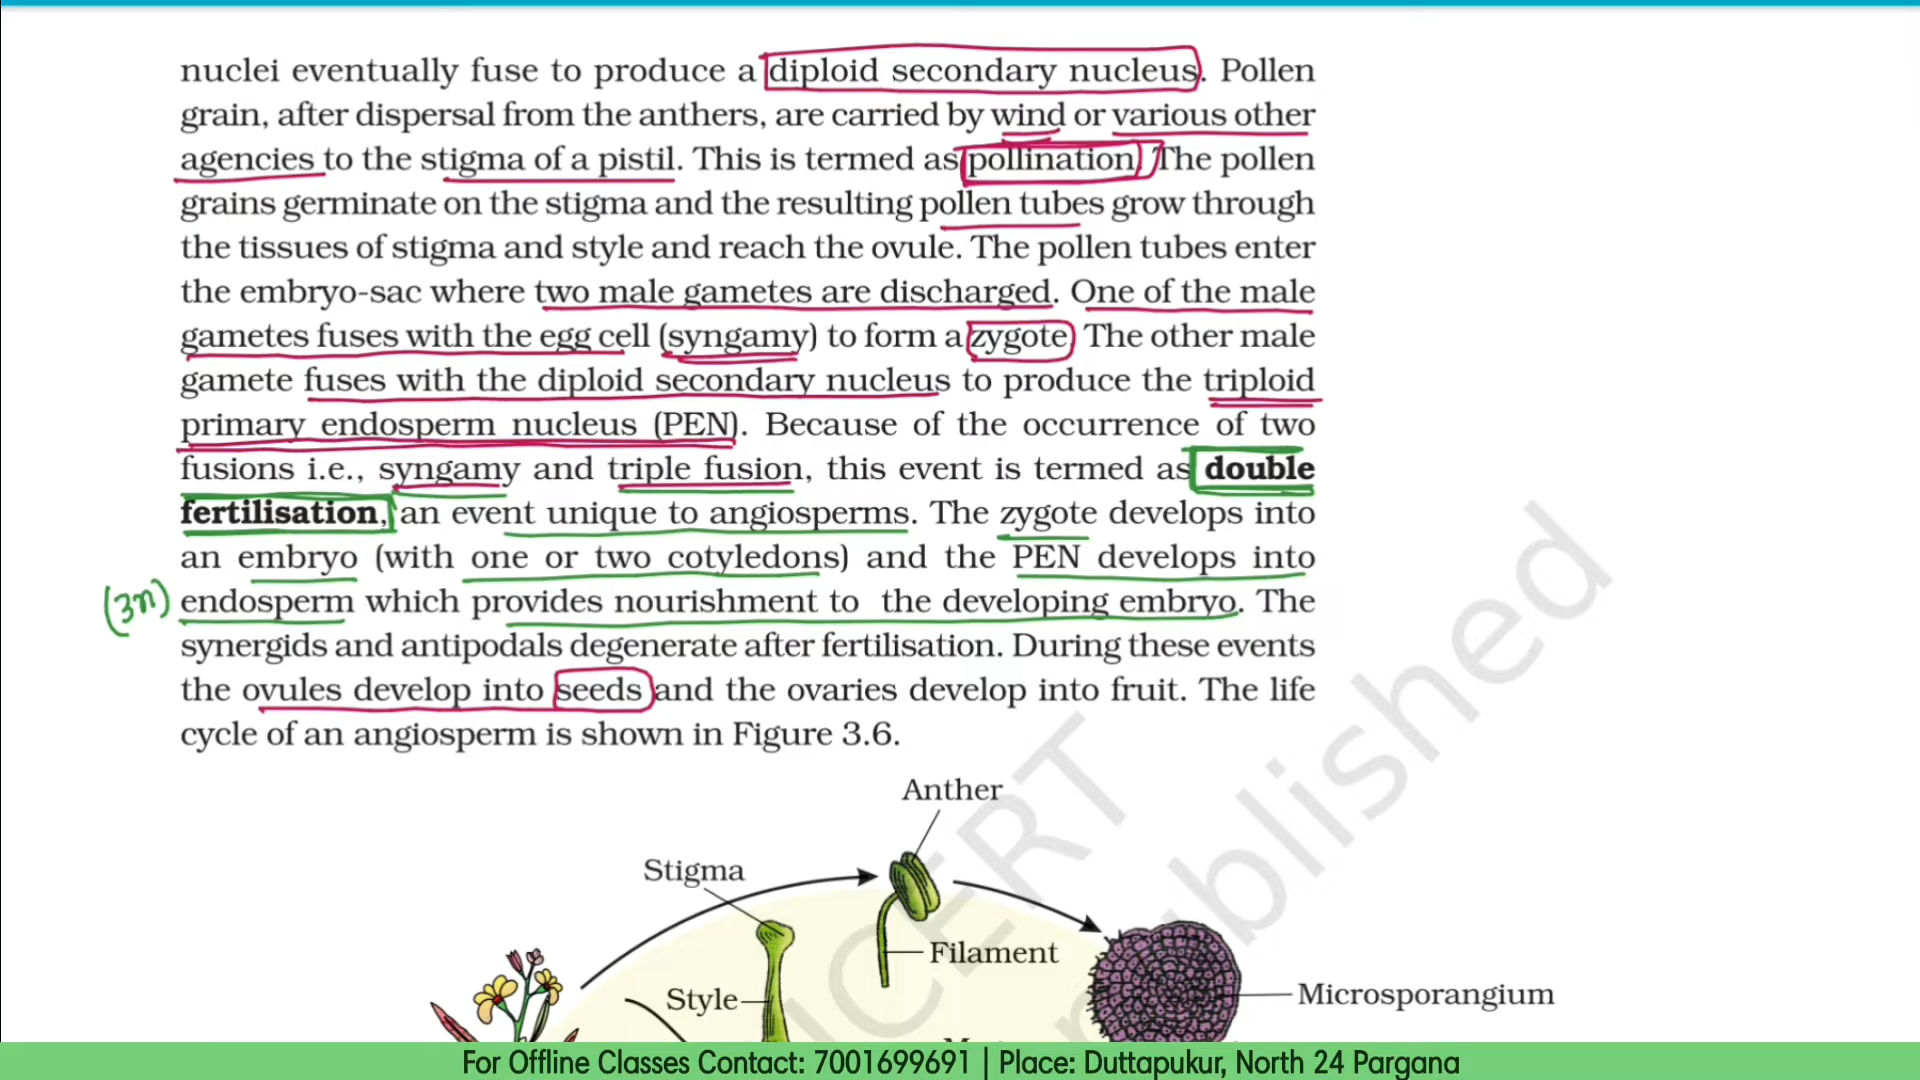 nuclei eventually fuse to produce a diploid secondary nucleus. Pollen
grain, after dispersal from the anthers, are carried by wind or various other
agencies to the stigma of a pistil. This is termed as pollination. The pollen
grains germinate on the stigma and the resulting pollen tubes grow through
the tissues of stigma and style and reach the ovule. The pollen tubes enter
the embryo-sac where two male gametes are discharged. One of the male
gametes fuses with the egg cell (syngamy) to form a zygote. The other male
gamete fuses with the diploid secondary nucleus to produce the triploid
primary endosperm nucleus (PEN). Because of the occurrence of two
fusions i.e., syngamy and triple fusion, this event is termed as double
fertilisation, an event unique to angiosperms. The zygote develops into
an embryo (with one or two cotyledons) and the PEN develops into
(3n) endosperm which provides nourishment to the developing embryo. The
synergids and antipodals degenerate after fertilisation. During these events
the ovules develop into seeds and the ovaries develop into fruit. The life
cycle of an angiosperm is shown in Figure 3.6.
Anther
Stigma
Filament
Style
Microsporangium
For Offline Classes Contact: 7001699691 | Place: Duttapukur, North 24 Pargana